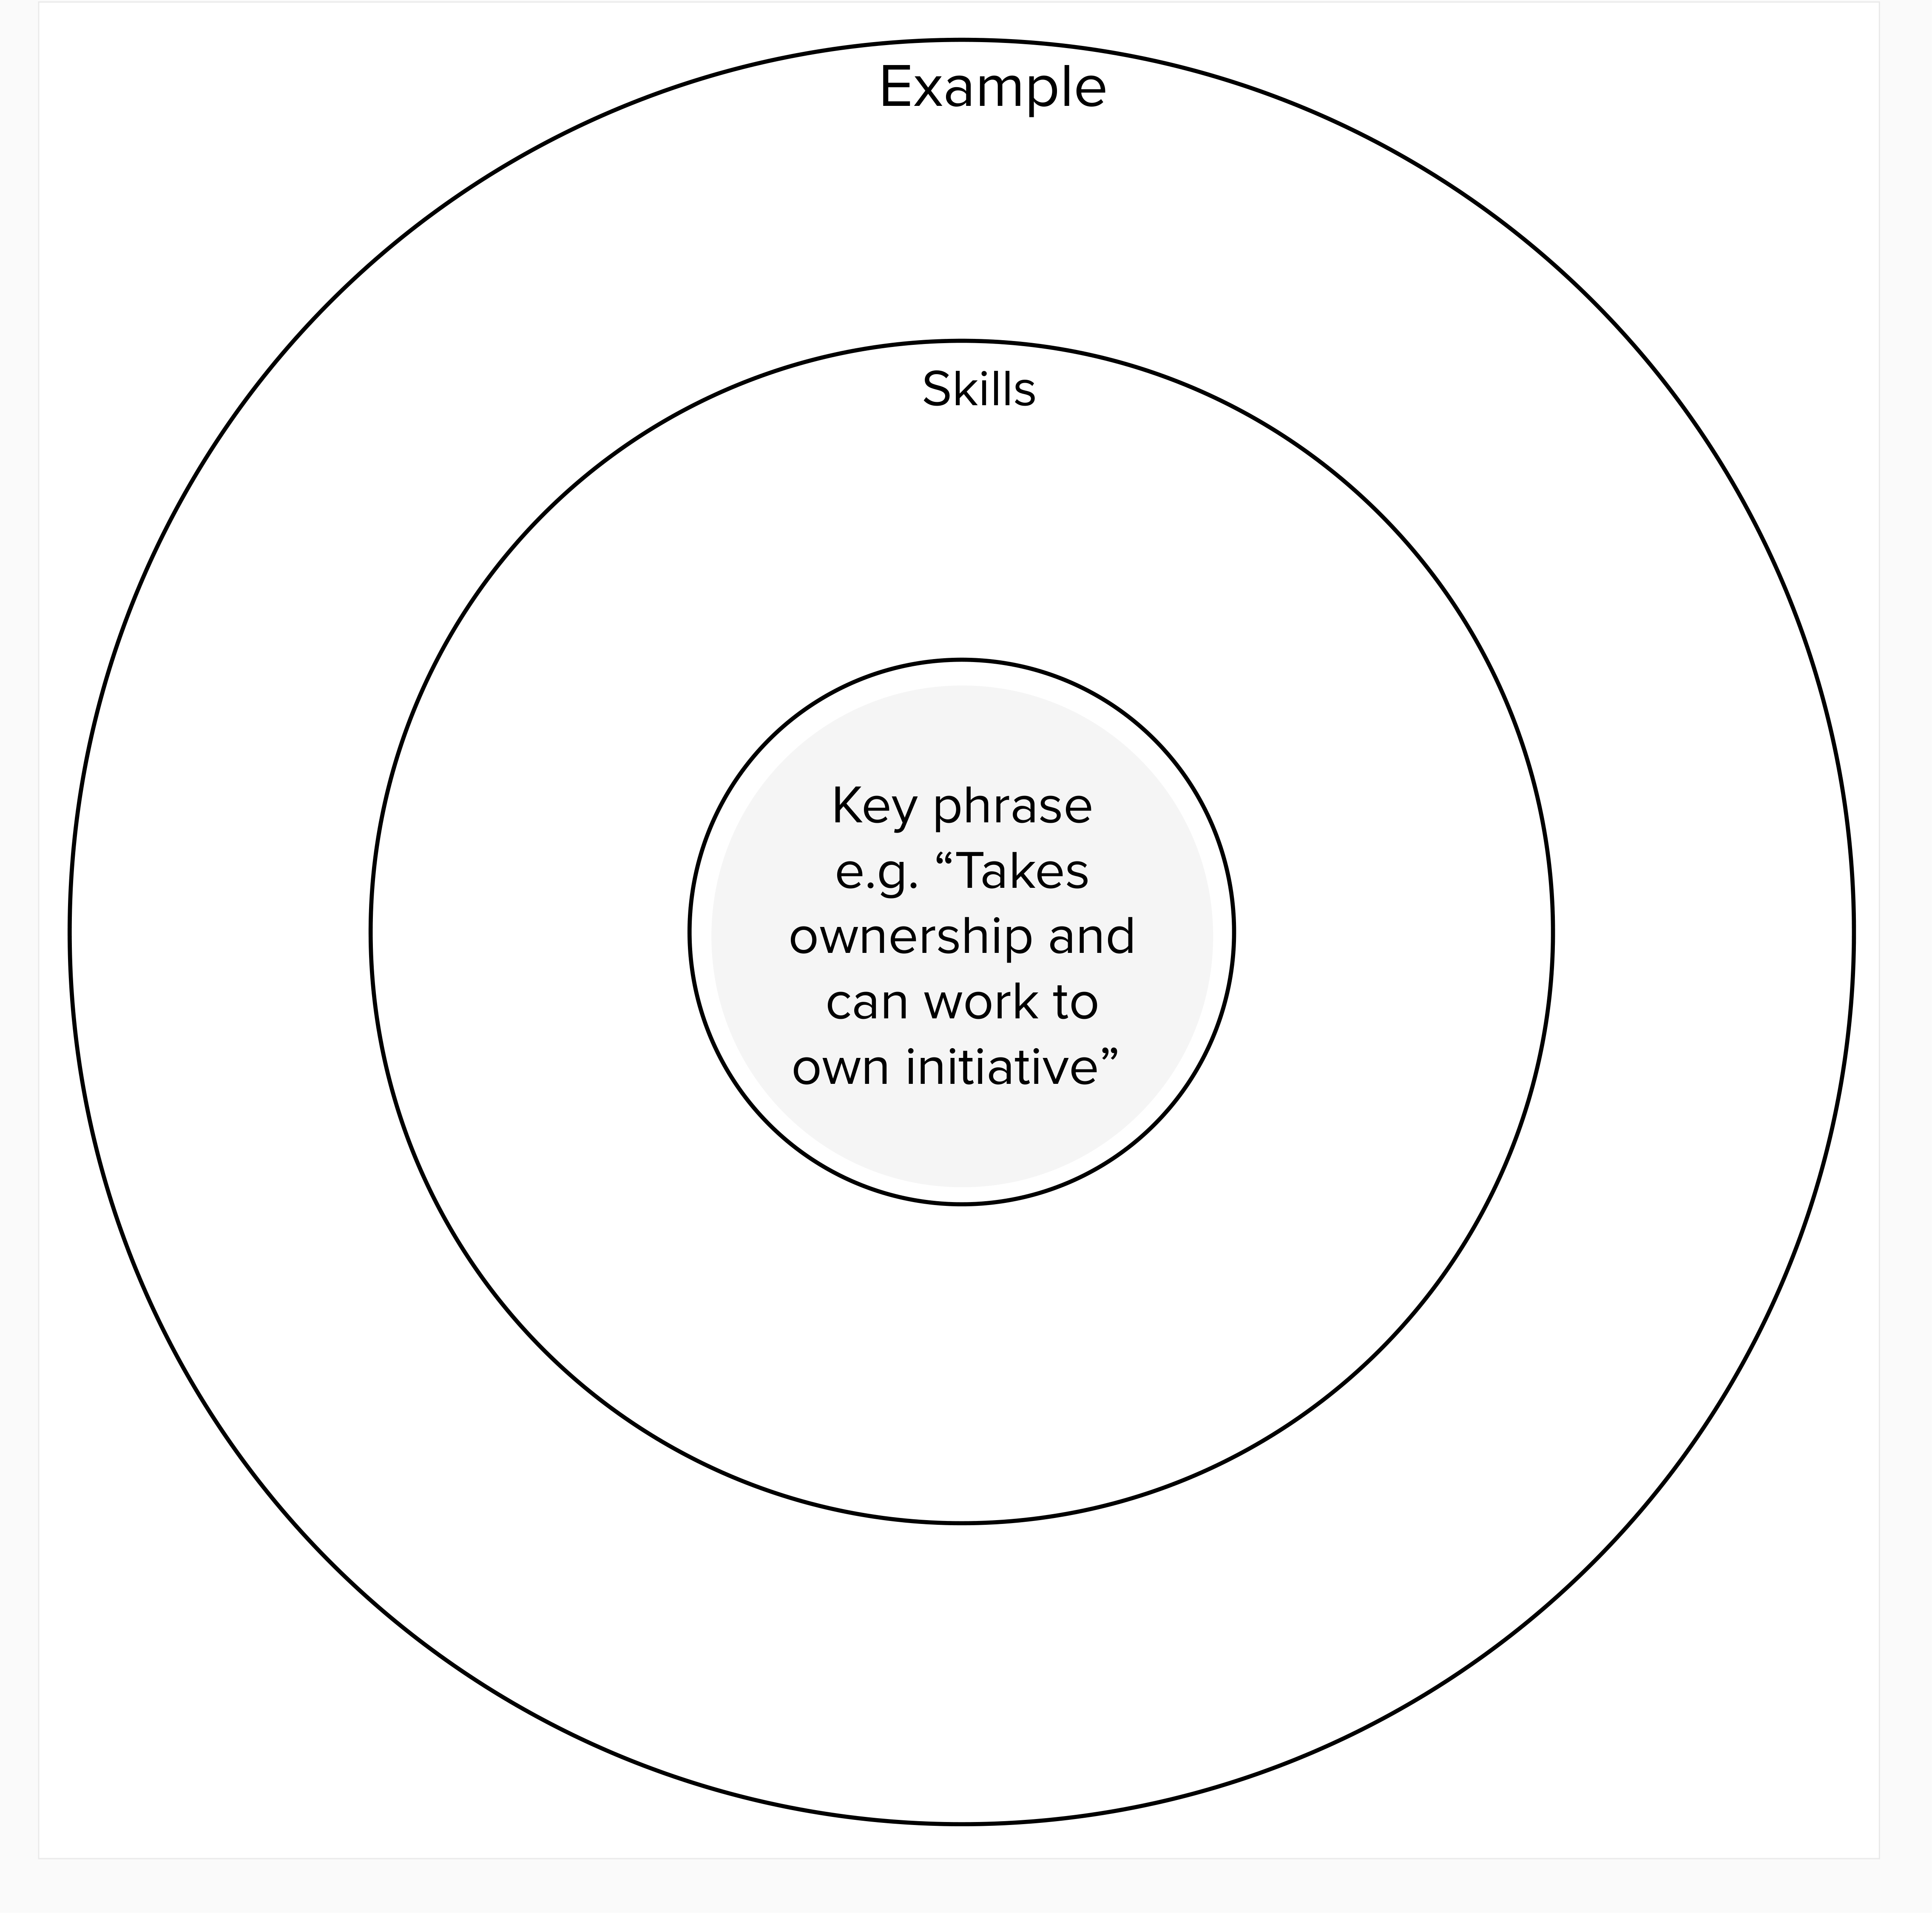 Example
Skills
Key phrase
e.g. “Takes
ownership and
can work to
own initiative”